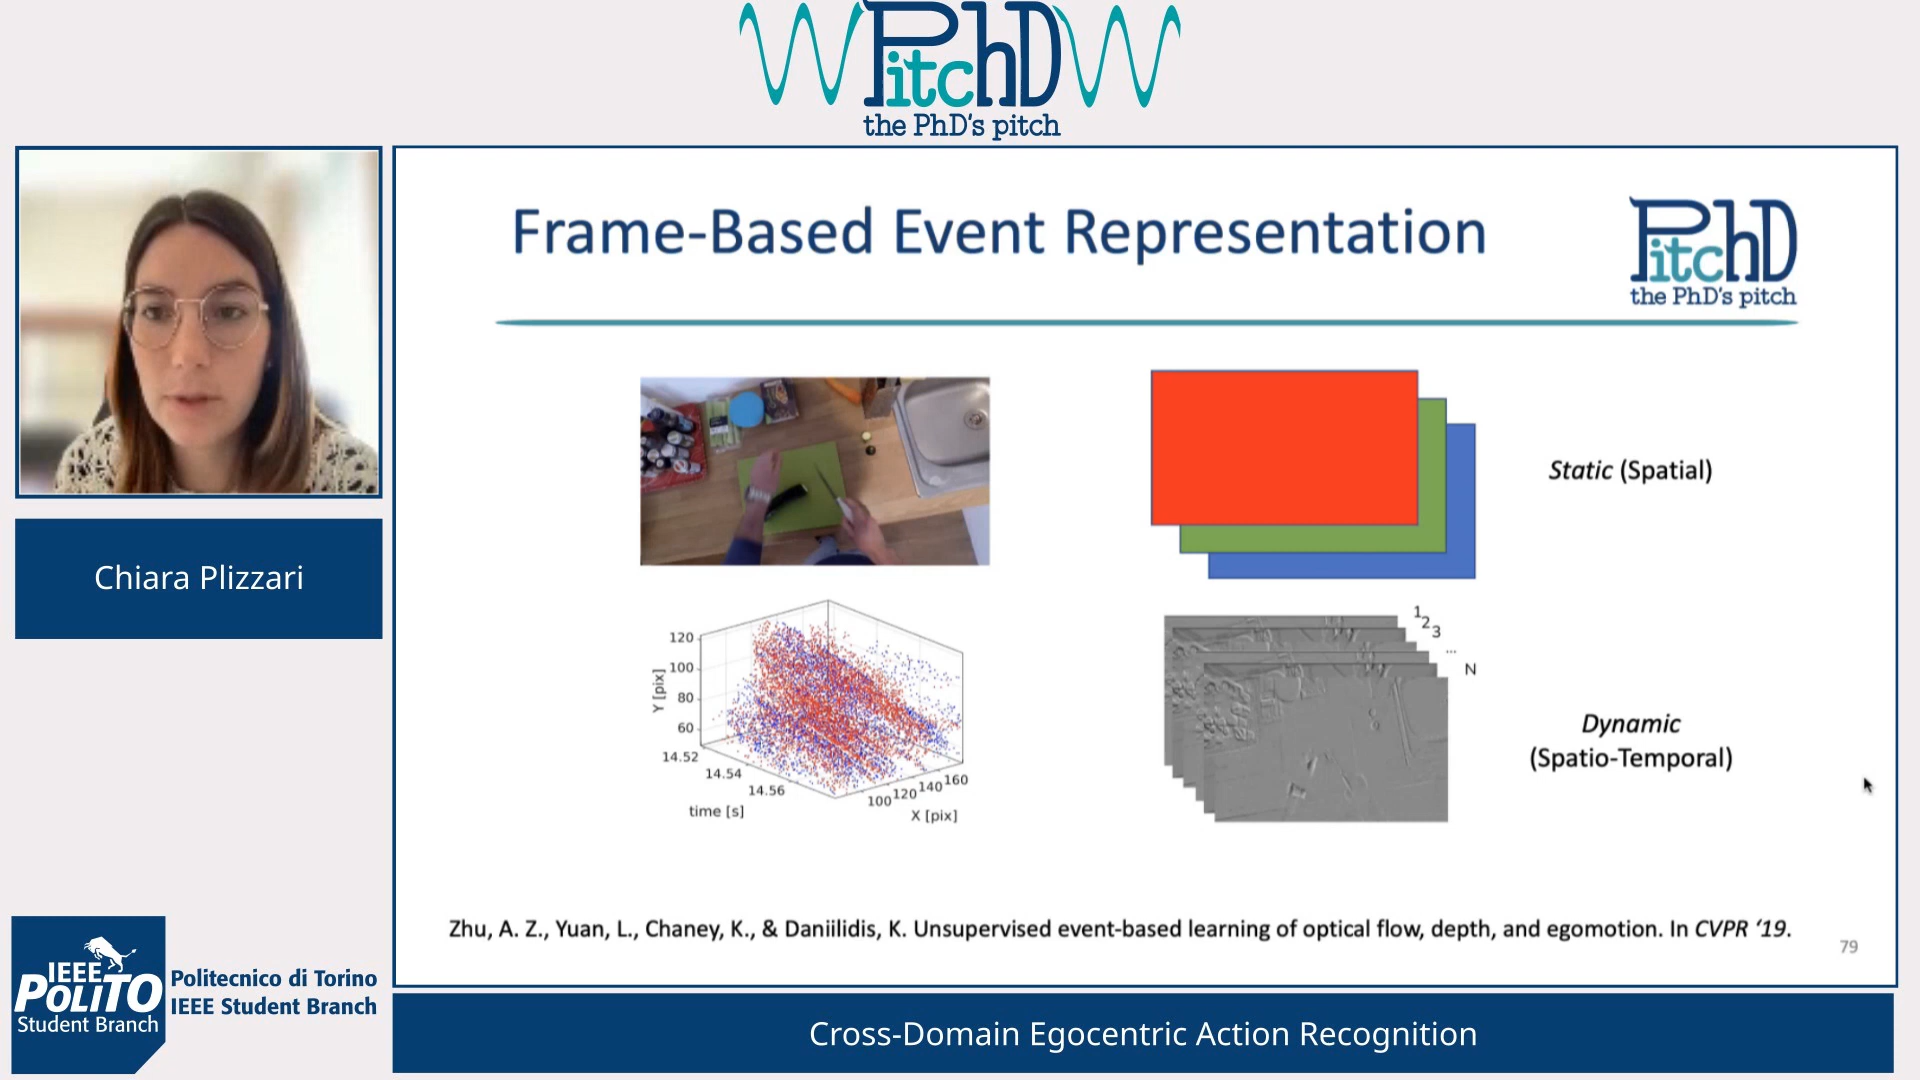 PitchD
the PhD's pitch
Frame-Based Event Representation
PitchD
the PhD's pitch
Chiara Plizzari
Static (Spatial)
1
2
3
...
N
Dynamic
(Spatio-Temporal)
Y [pix]
120
100
80
60
14.52
14.54
14.56
time [s]
100
120
140
160
X [pix]
Zhu, A. Z., Yuan, L., Chaney, K., & Daniilidis, K. Unsupervised event-based learning of optical flow, depth, and egomotion. In CVPR ‘19.
79
IEEE
POLITO
Student Branch
Politecnico di Torino
IEEE Student Branch
Cross-Domain Egocentric Action Recognition